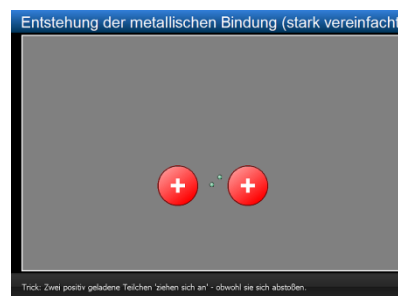 Entstehung der metallischen Bindung (stark vereinfacht
+ +
Trick: Zwei positiv geladene Teilchen 'ziehen sich an' - obwohl sie sich abstoßen.